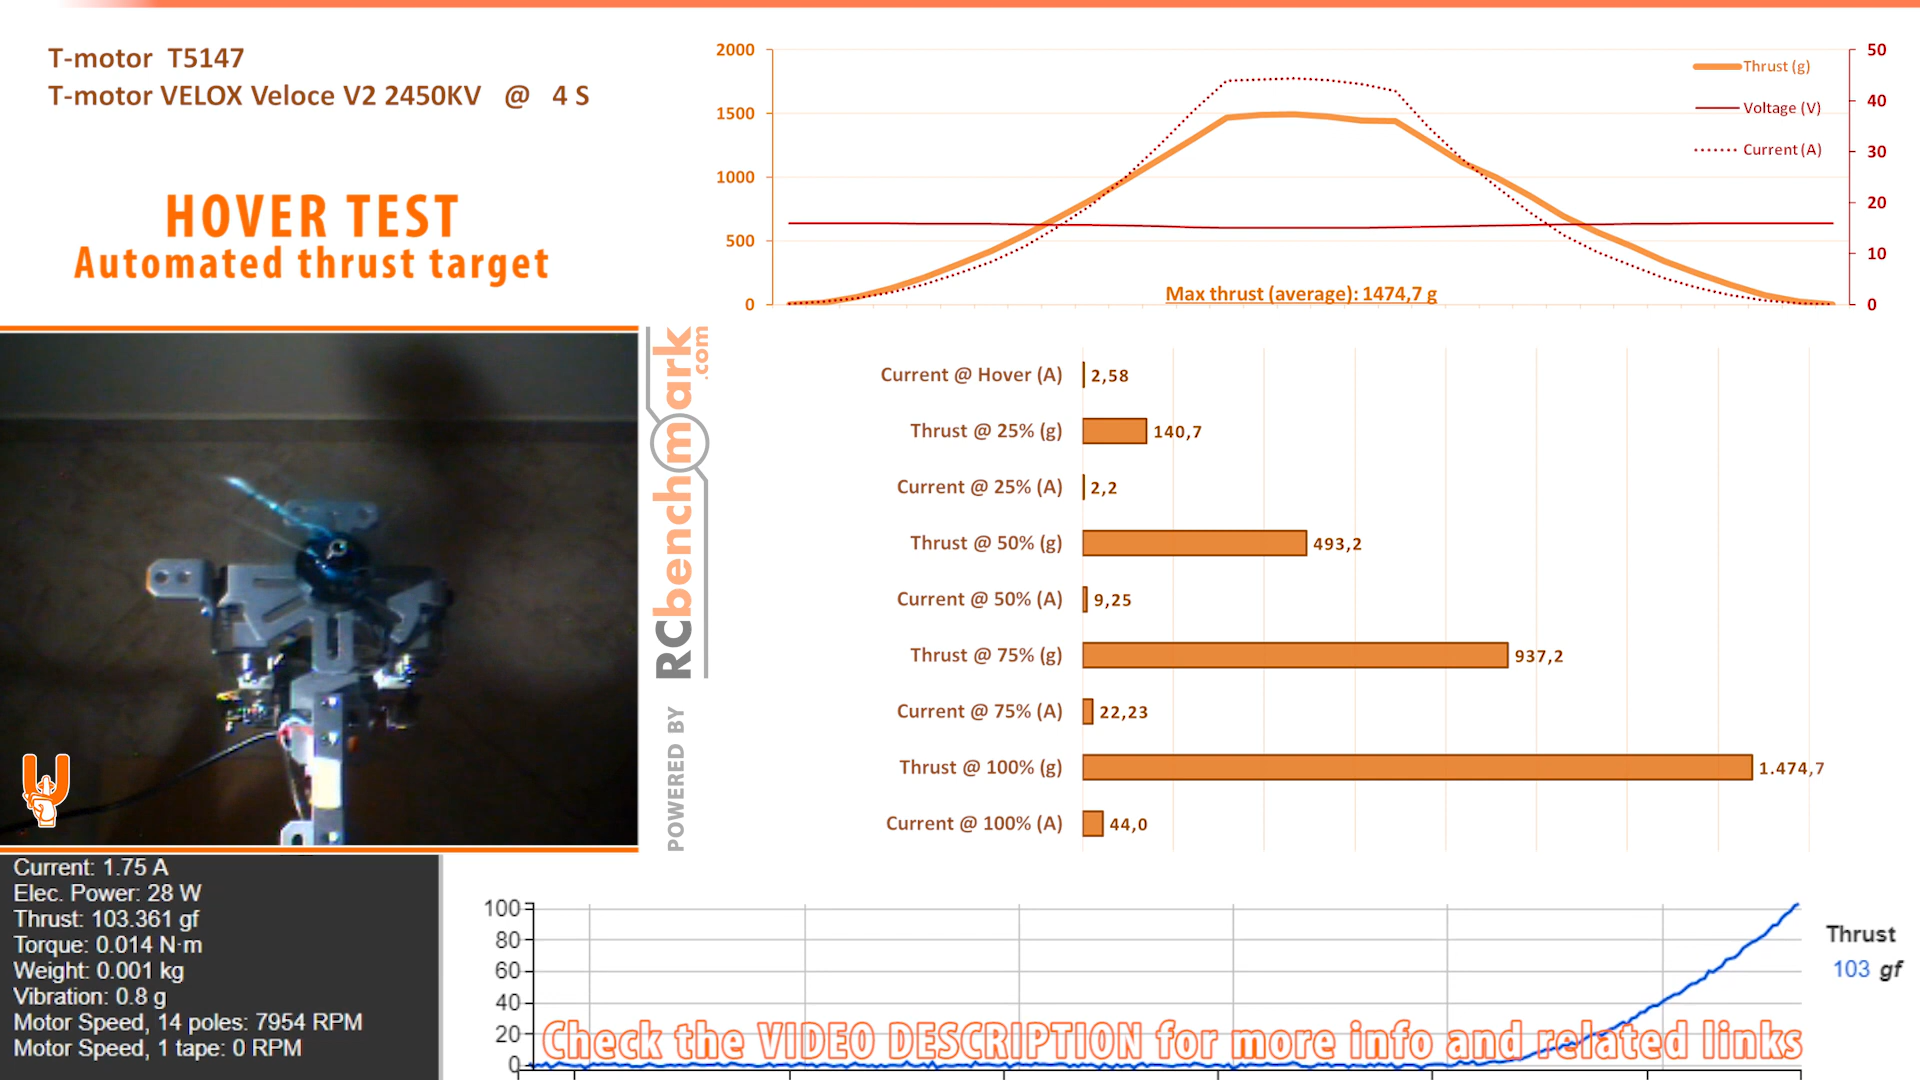 T-motor T5147
T-motor VELOX Veloce V2 2450KV @ 4 S
HOVER TEST
Automated thrust target
2000
1500
1000
500
0
50
40
30
20
10
0
Thrust (g)
Voltage (V)
Current (A)
Max thrust (average): 1474,7 g
POWERED BY RCbenchmark.com
Current @ Hover (A) 2,58
Thrust @ 25% (g) 140,7
Current @ 25% (A) 2,2
Thrust @ 50% (g) 493,2
Current @ 50% (A) 9,25
Thrust @ 75% (g) 937,2
Current @ 75% (A) 22,23
Thrust @ 100% (g) 1.474,7
Current @ 100% (A) 44,0
Current: 1.75 A
Elec. Power: 28 W
Thrust: 103.361 gf
Torque: 0.014 N·m
Weight: 0.001 kg
Vibration: 0.8 g
Motor Speed, 14 poles: 7954 RPM
Motor Speed, 1 tape: 0 RPM
100
80
60
40
20
0
Thrust
103 gf
Check the VIDEO DESCRIPTION for more info and related links